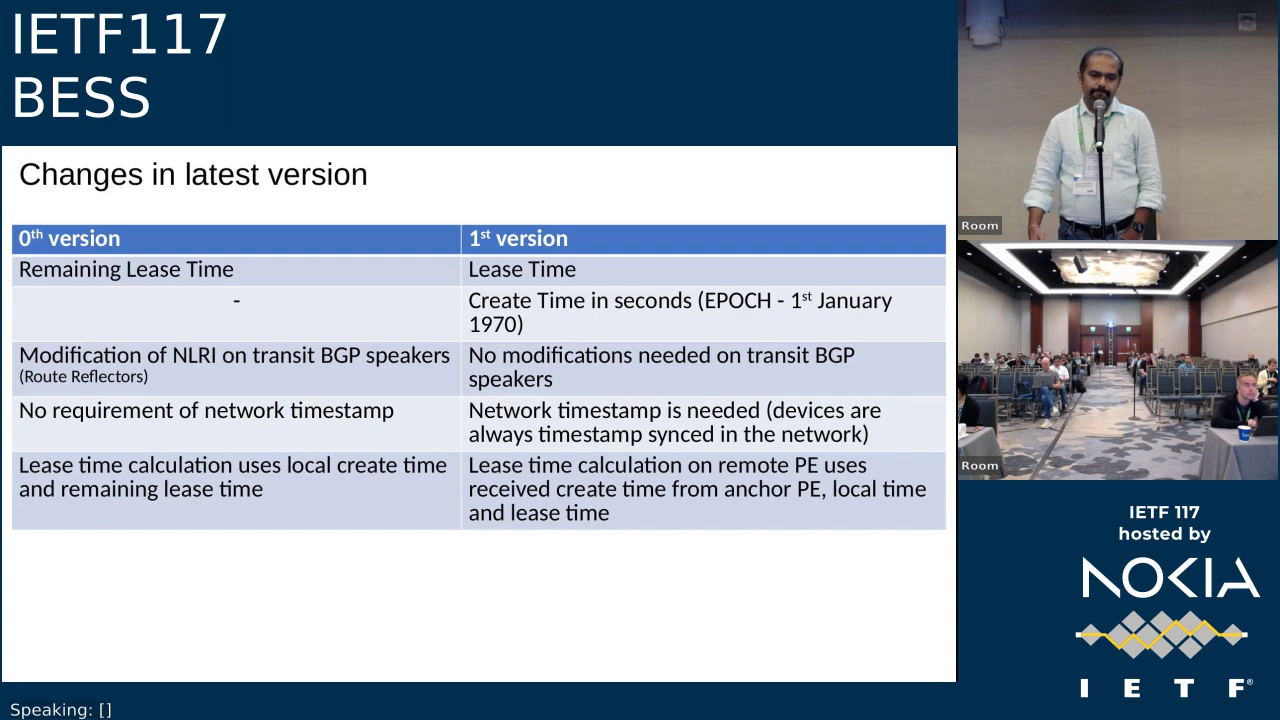 IETF117
BESS
Changes in latest version
0th version
1st version
Remaining Lease Time
Lease Time
-
Create Time in seconds (EPOCH - 1st January
1970)
Modification of NLRI on transit BGP speakers
(Route Reflectors)
No modifications needed on transit BGP
speakers
No requirement of network timestamp
Network timestamp is needed (devices are
always timestamp synced in the network)
Lease time calculation uses local create time
and remaining lease time
Lease time calculation on remote PE uses
received create time from anchor PE, local time
and lease time
Room
Room
IETF 117
hosted by
NOKIA
I E T F®
Speaking: []